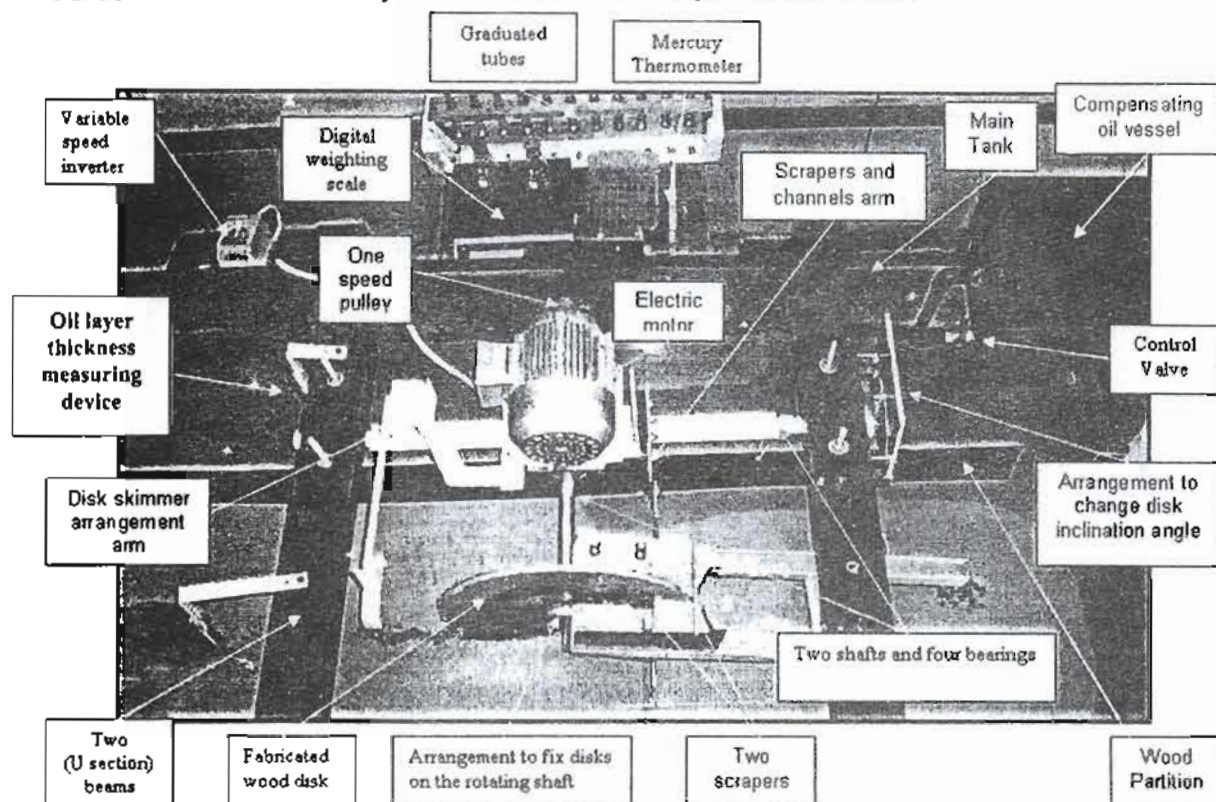 Graduated
tubes
Mercury
Thermometer
Variable
speed
inverter
Digital
weighting
scale
Main
Tank
Compensating
oil vessel
Scrapers and
channels arm
One
speed
pulley
Electric
motor
Oil layer
thickness
measuring
device
Control
Valve
Disk skimmer
arrangement
arm
Arrangement to
change disk
inclination angle
Two shafts and four bearings
Two
(U section)
beams
Fabricated
wood disk
Arrangement to fix disks
on the rotating shaft
Two
scrapers
Wood
Partition